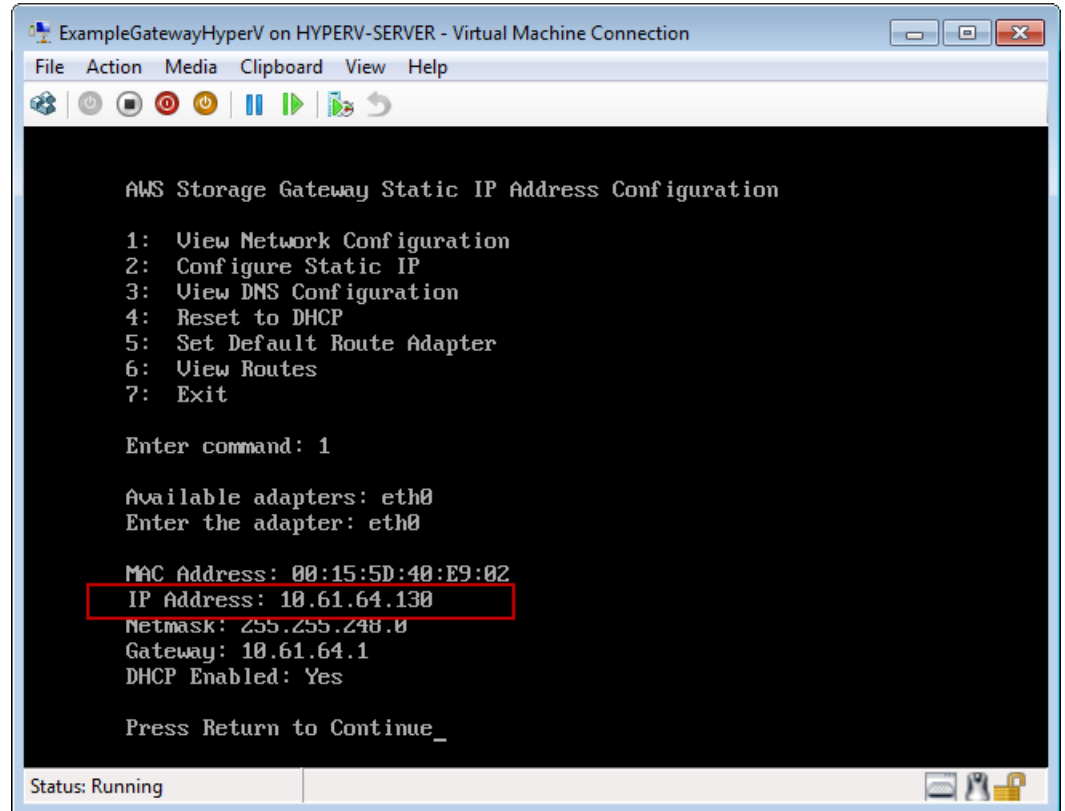 ExampleGatewayHyperV on HYPERV-SERVER - Virtual Machine Connection
File Action Media Clipboard View Help
AWS Storage Gateway Static IP Address Configuration
1: View Network Configuration
2: Configure Static IP
3: View DNS Configuration
4: Reset to DHCP
5: Set Default Route Adapter
6: View Routes
7: Exit
Enter command: 1
Available adapters: eth0
Enter the adapter: eth0
MAC Address: 00:15:5D:40:E9:02
IP Address: 10.61.64.130
Netmask: 255.255.248.0
Gateway: 10.61.64.1
DHCP Enabled: Yes
Press Return to Continue_
Status: Running